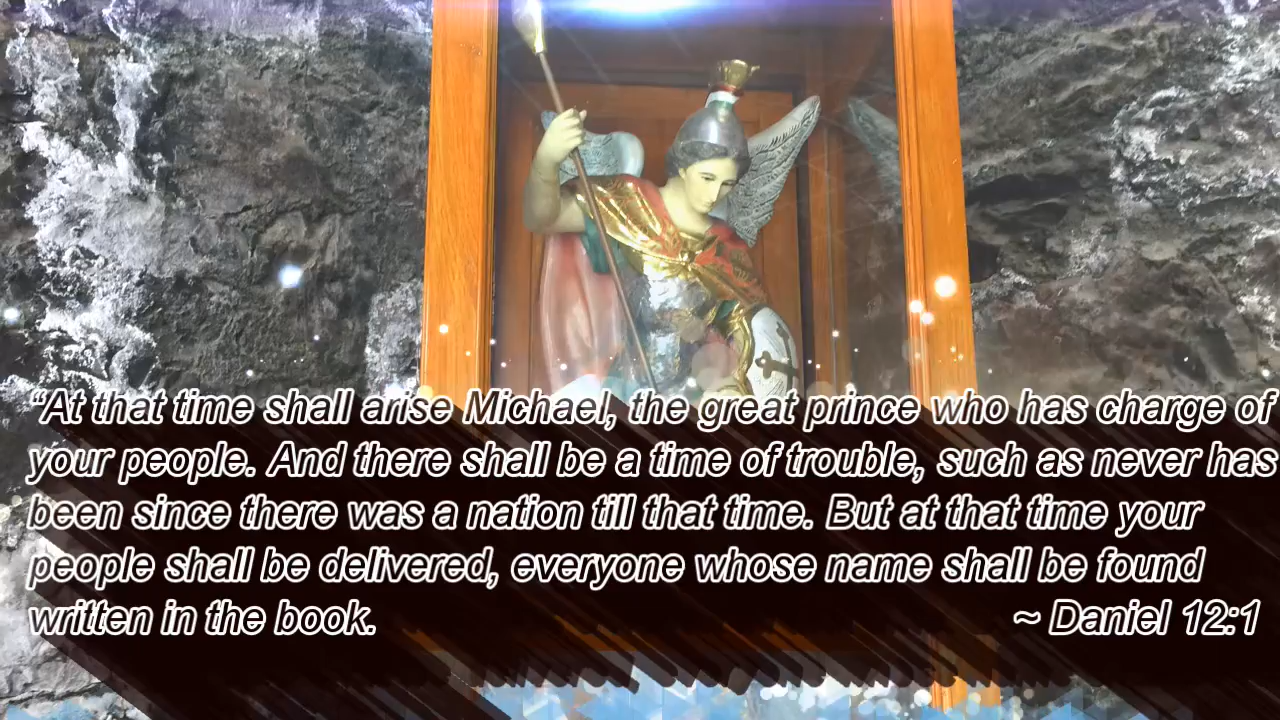 “At that time shall arise Michael, the great prince who has charge of
your people. And there shall be a time of trouble, such as never has
been since there was a nation till that time. But at that time your
people shall be delivered, everyone whose name shall be found
written in the book. ~ Daniel 12:1